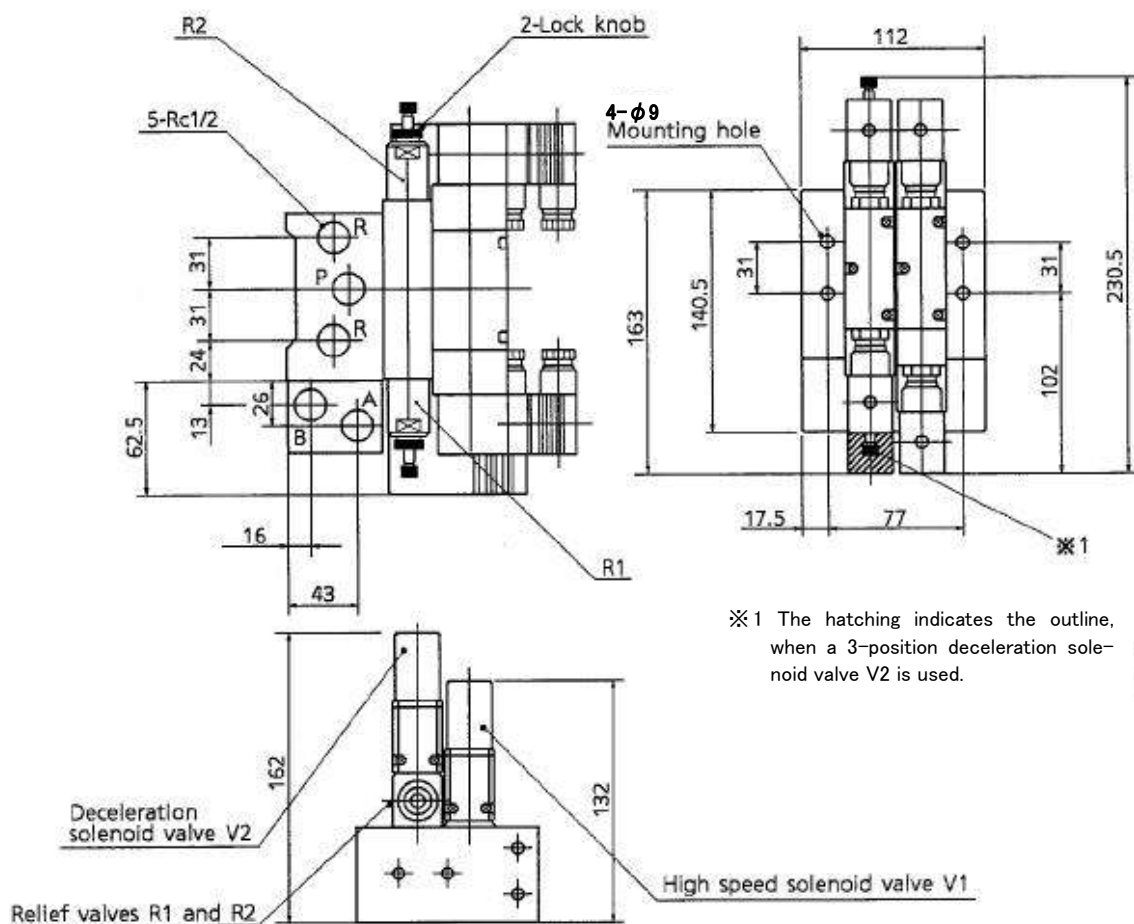 R2
2-Lock knob
5-Rc1/2
R
P
R
A
B
31
31
24
26
13
62.5
16
43
R1
112
4-φ9
Mounting hole
31
31
163
140.5
230.5
102
17.5
77
※1
※1 The hatching indicates the outline,
when a 3-position deceleration sole-
noid valve V2 is used.
162
132
Deceleration
solenoid valve V2
High speed solenoid valve V1
Relief valves R1 and R2